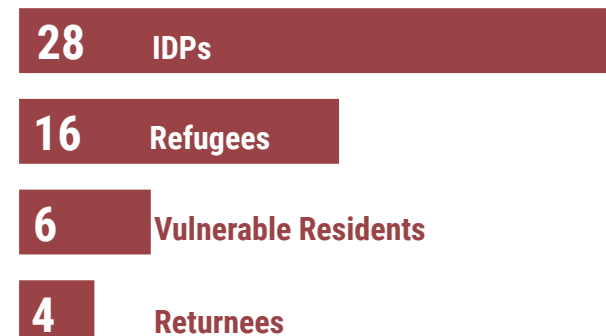 28 IDPs
16 Refugees
6 Vulnerable Residents
4 Returnees